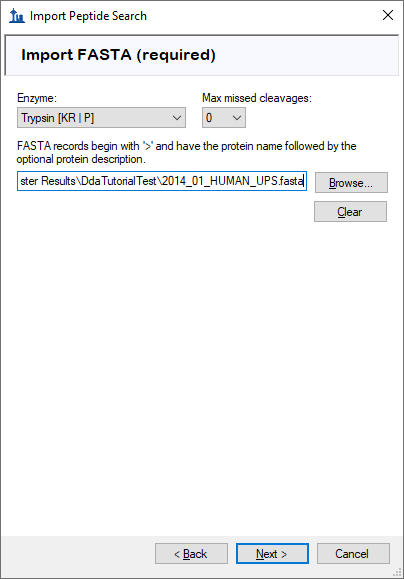 Import Peptide Search
Import FASTA (required)
Enzyme:
Max missed cleavages:
Trypsin [KR | P]
0
FASTA records begin with '>' and have the protein name followed by the
optional protein description.
ster Results\DdaTutorialTest\2014_01_HUMAN_UPS.fasta
Browse...
Clear
< Back
Next >
Cancel